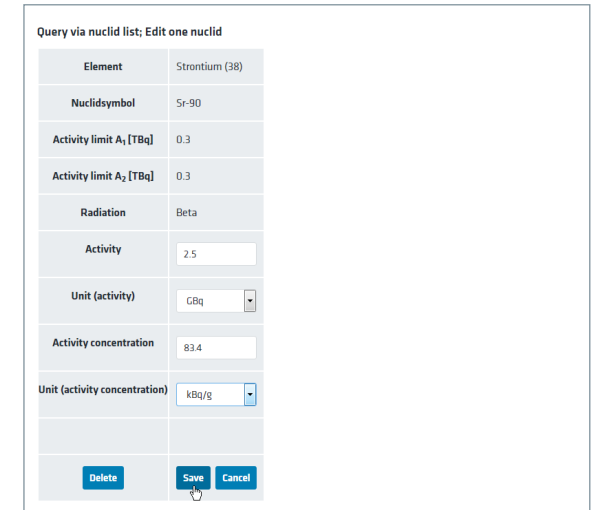 Query via nuclid list; Edit one nuclid
Element Strontium (38)
Nuclidsymbol Sr-90
Activity limit A₁ [TBq] 0.3
Activity limit A₂ [TBq] 0.3
Radiation Beta
Activity 2.5
Unit (activity) GBq
Activity concentration 83.4
Unit (activity concentration) kBq/g
Delete Save Cancel